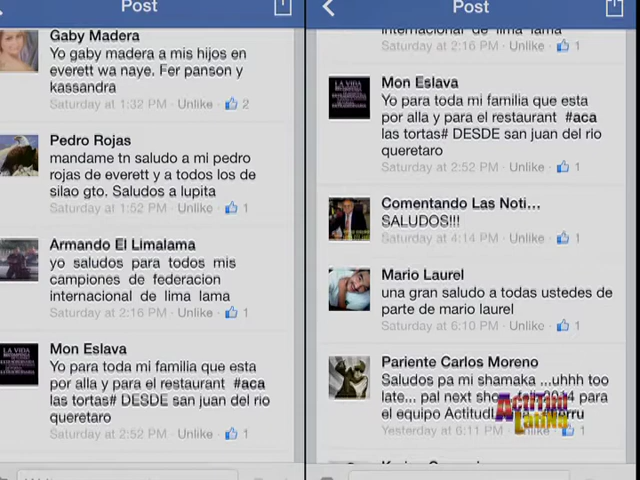 Post
Gaby Madera
Yo gaby madera a mis hijos en
everett wa naye. Fer panson y
kassandra
Saturday at 1:32 PM · Unlike · 2
Pedro Rojas
mandame tn saludo a mi pedro
rojas de everett y a todos los de
silao gto. Saludos a lupita
Saturday at 1:52 PM · Unlike · 1
Armando El Limalama
yo saludos para todos mis
campiones de federacion
internacional de lima lama
Saturday at 2:16 PM · Unlike · 1
Mon Eslava
Yo para toda mi familia que esta
por alla y para el restaurant #aca
las tortas# DESDE san juan del rio
queretaro
Saturday at 2:52 PM · Unlike · 1
Post
internacional de lima lama
Saturday at 2:16 PM · Unlike · 1
Mon Eslava
Yo para toda mi familia que esta
por alla y para el restaurant #aca
las tortas# DESDE san juan del rio
queretaro
Saturday at 2:52 PM · Unlike · 1
Comentando Las Noti...
SALUDOS!!!
Saturday at 4:14 PM · Unlike · 1
Mario Laurel
una gran saludo a todas ustedes de
parte de mario laurel
Saturday at 6:10 PM · Unlike · 1
Pariente Carlos Moreno
Saludos pa mi shamaka ...uhhh too
late... pal next show 2014 para
el equipo ActitudL
Yesterday at 6:11 PM · Unlike · 1
ActiTud
LatiNa